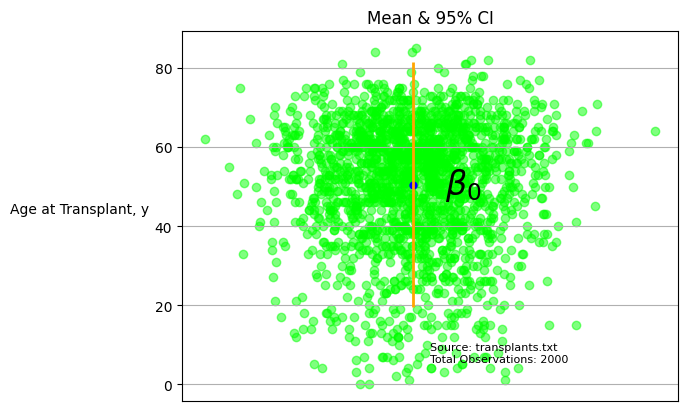 Mean & 95% CI
80
60
β₀
Age at Transplant, y
40
20
Source: transplants.txt
Total Observations: 2000
0